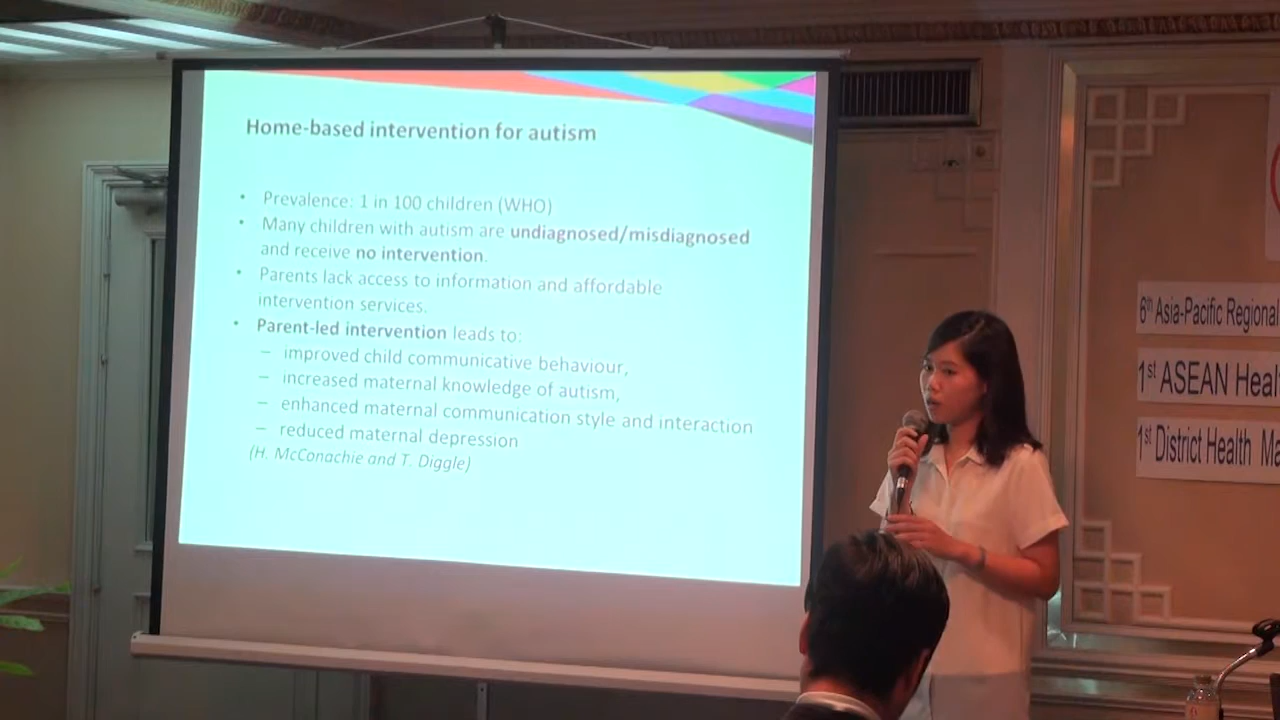 Home-based intervention for autism
• Prevalence: 1 in 100 children (WHO)
• Many children with autism are undiagnosed/misdiagnosed
and receive no intervention.
• Parents lack access to information and affordable
intervention services.
• Parent-led intervention leads to:
– improved child communicative behaviour,
– increased maternal knowledge of autism,
– enhanced maternal communication style and interaction
– reduced maternal depression
(H. McConachie and T. Diggle)
6th Asia-Pacific Regional
1st ASEAN Heal
1st District Health Ma